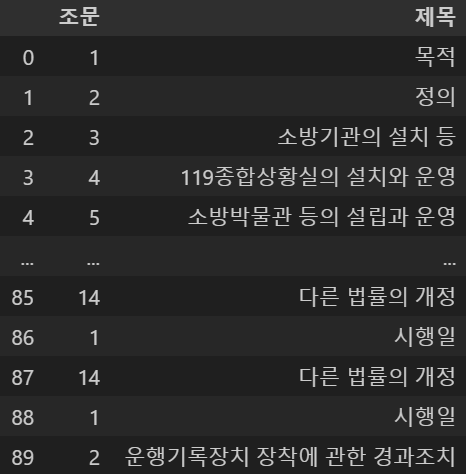 조문 제목
0 1 목적
1 2 정의
2 3 소방기관의 설치 등
3 4 119종합상황실의 설치와 운영
4 5 소방박물관 등의 설립과 운영
... ... ...
85 14 다른 법률의 개정
86 1 시행일
87 14 다른 법률의 개정
88 1 시행일
89 2 운행기록장치 장착에 관한 경과조치